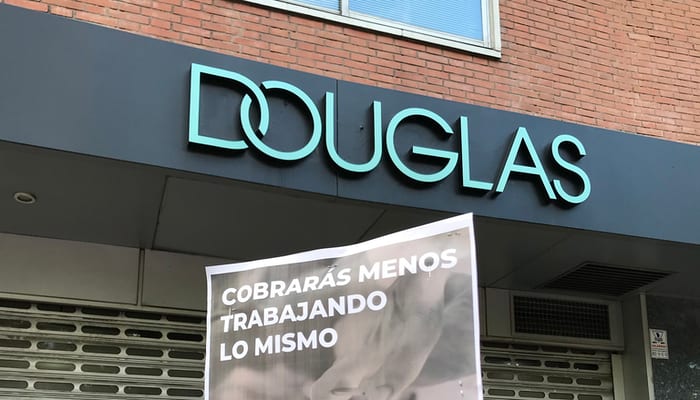 DOUGLAS
COBRARÁS MENOS
TRABAJANDO
LO MISMO